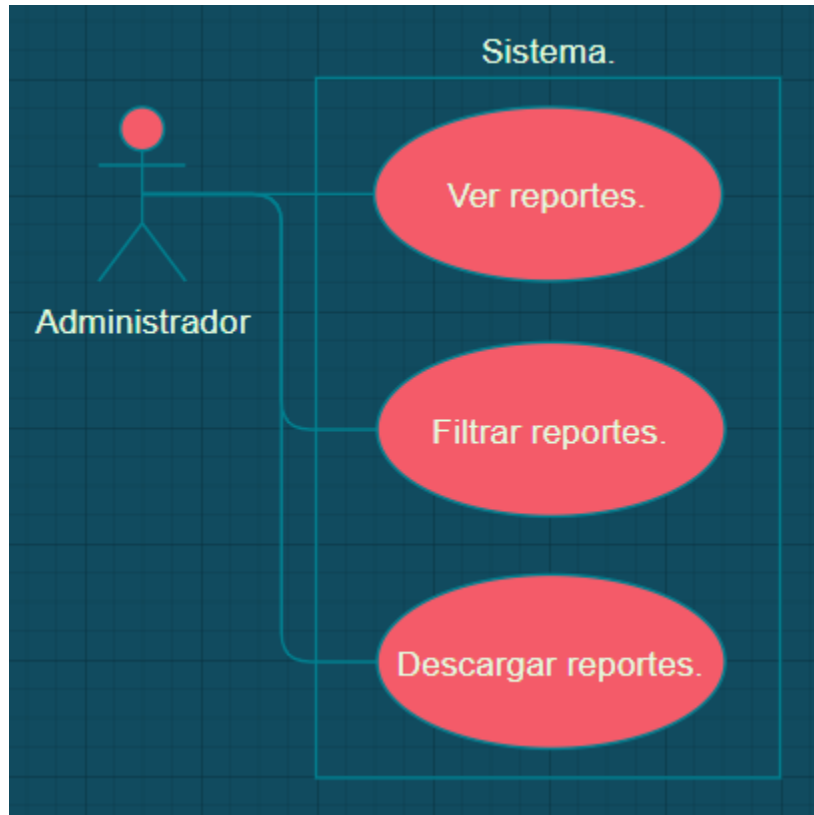 Sistema.
Ver reportes.
Administrador
Filtrar reportes.
Descargar reportes.